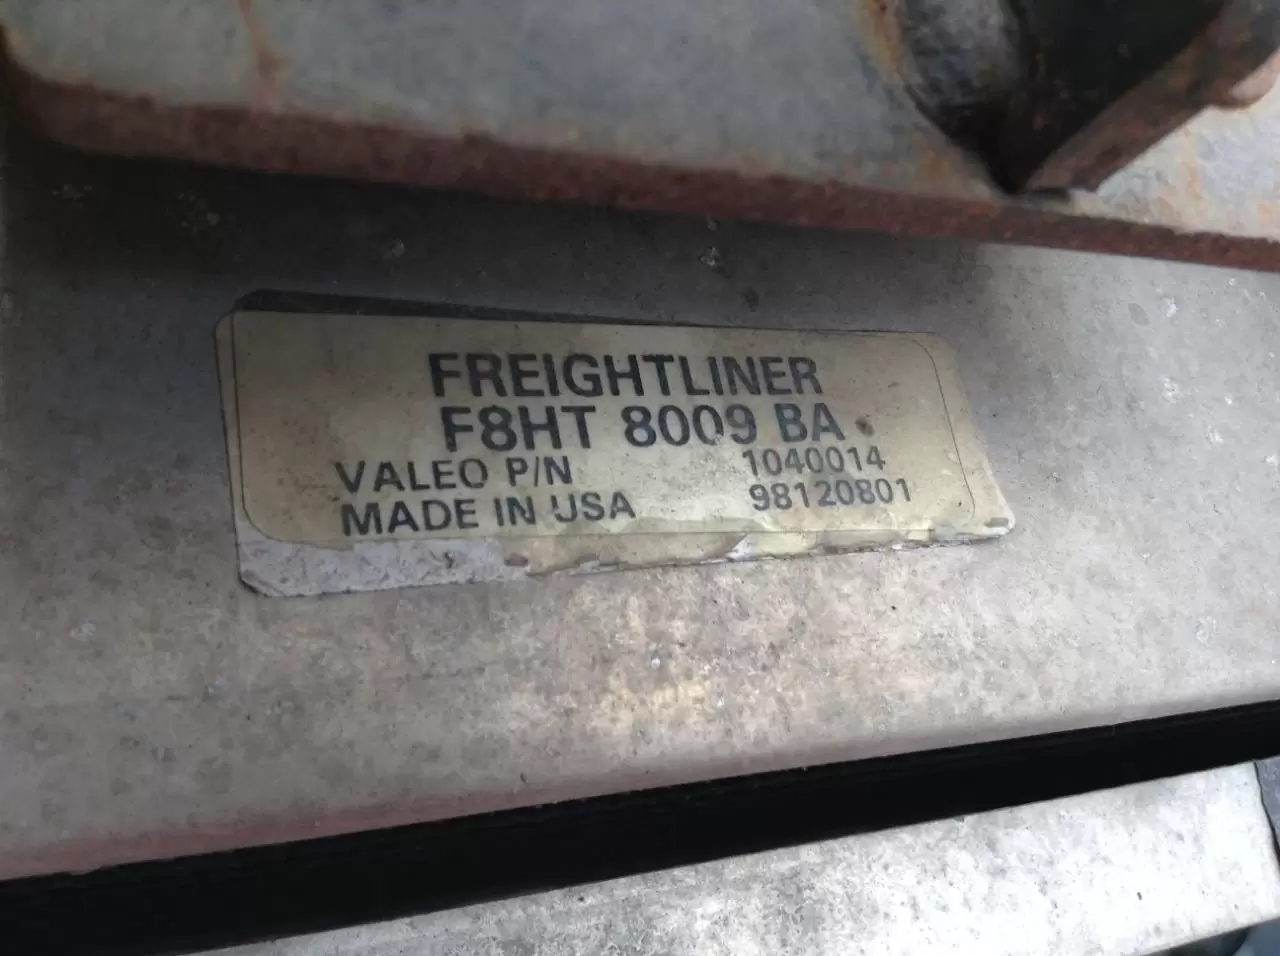 FREIGHTLINER
F8HT 8009 BA
VALEO P/N 1040014
MADE IN USA 98120801